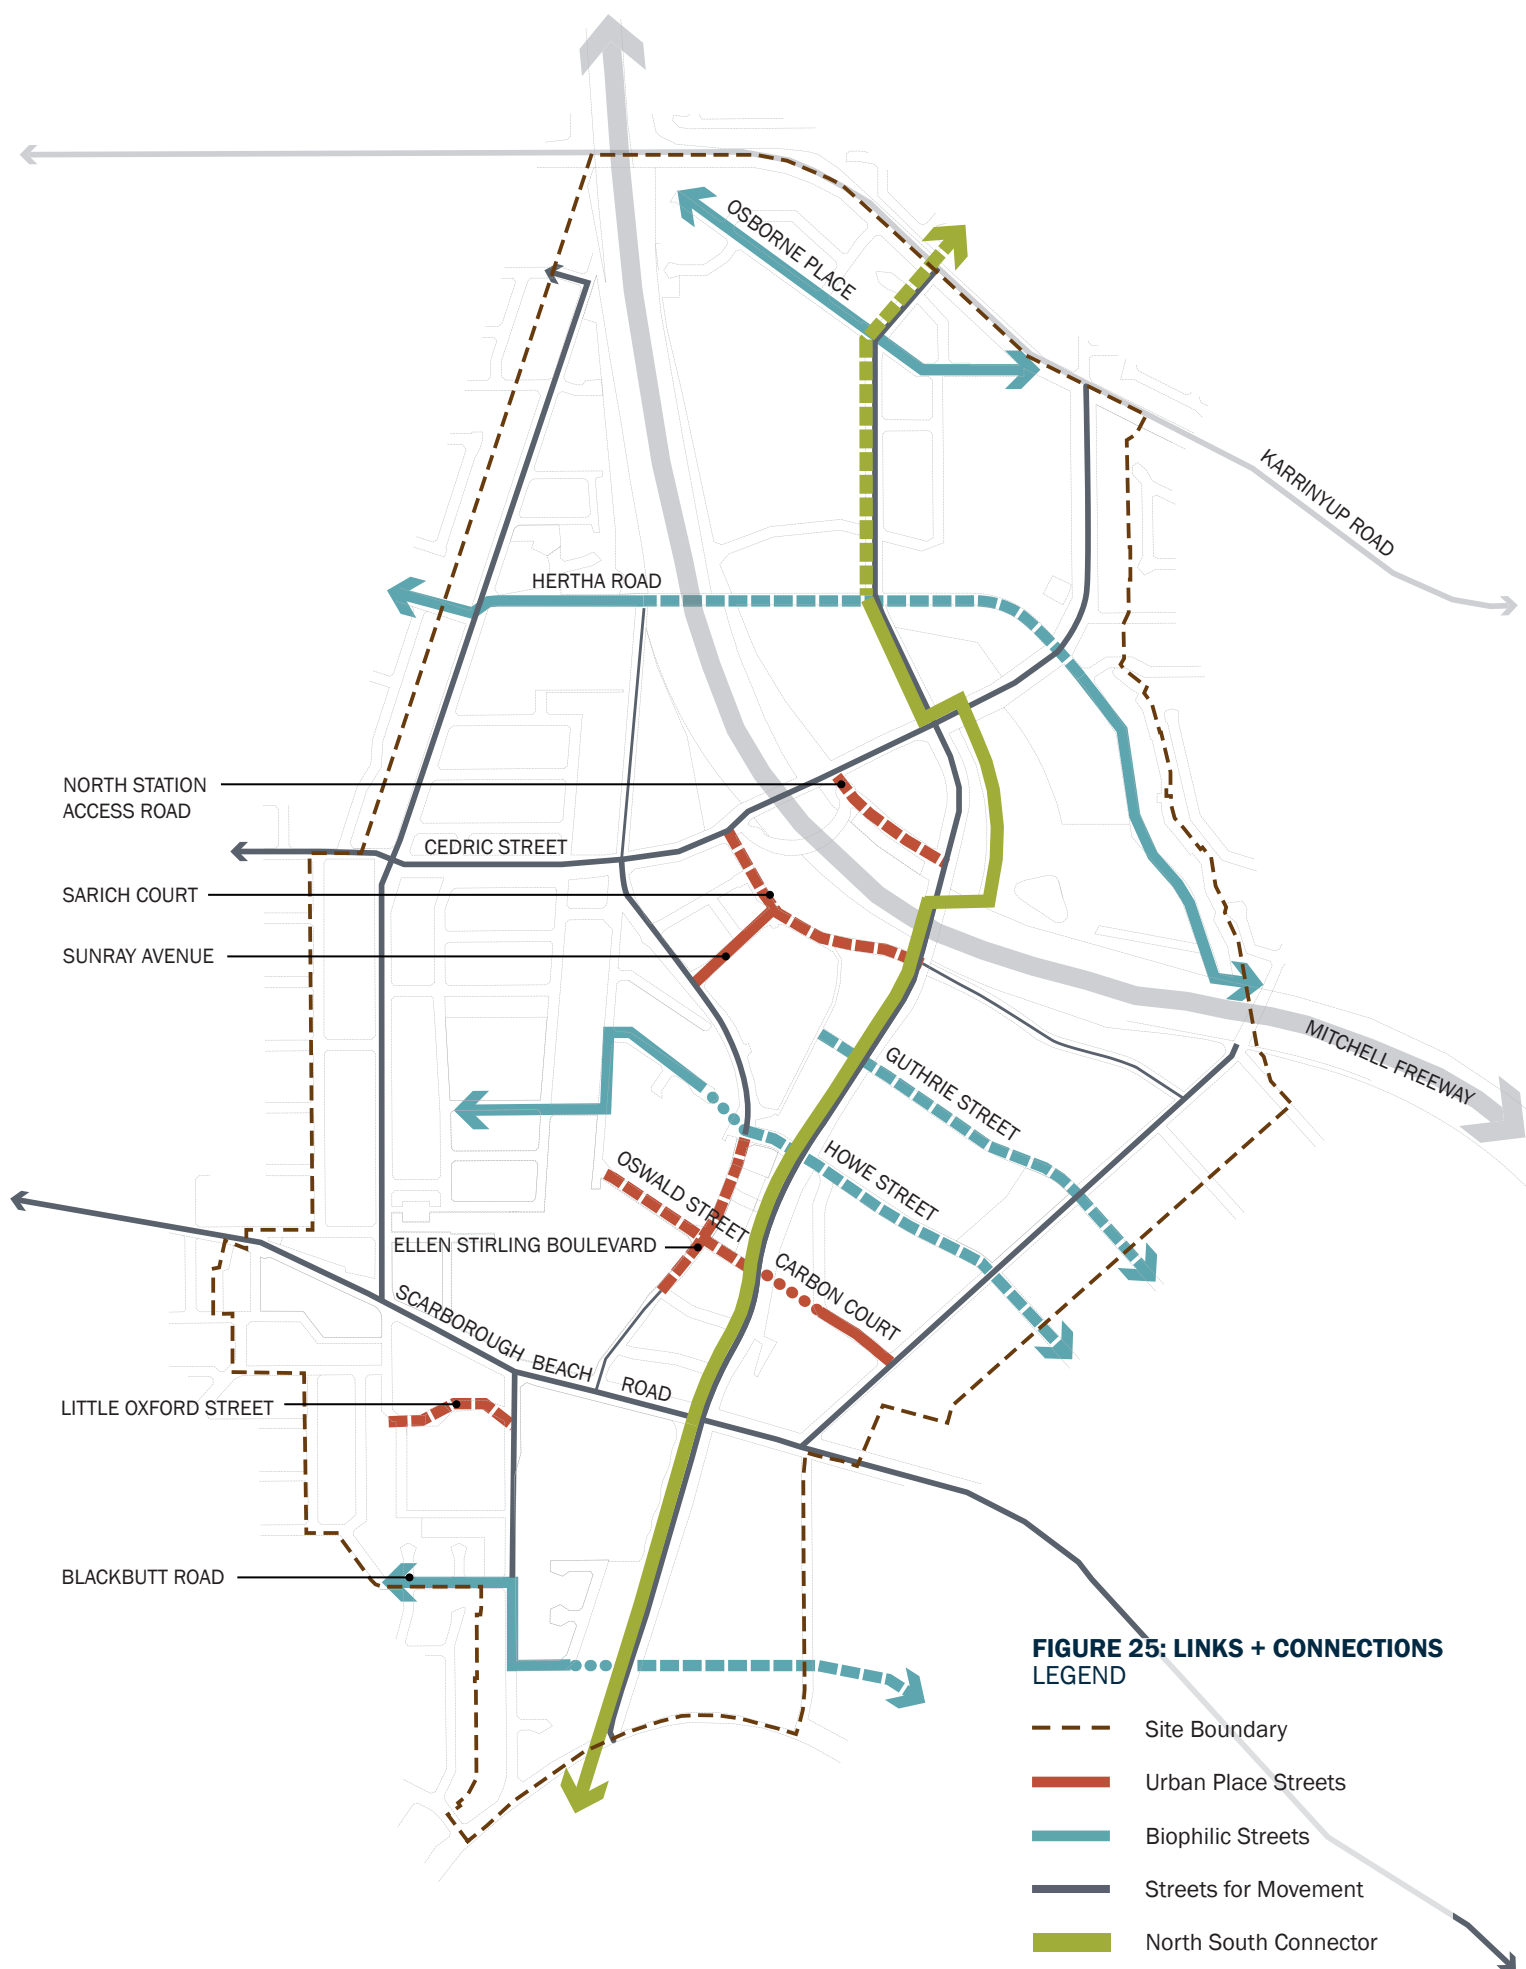 OSBORNE PLACE
KARRINYUP ROAD
HERTHA ROAD
NORTH STATION
ACCESS ROAD
CEDRIC STREET
SARICH COURT
SUNRAY AVENUE
MITCHELL FREEWAY
GUTHRIE STREET
HOWE STREET
OSWALD STREET
ELLEN STIRLING BOULEVARD
CARBON COURT
SCARBOROUGH BEACH ROAD
LITTLE OXFORD STREET
BLACKBUTT ROAD
FIGURE 25: LINKS + CONNECTIONS
LEGEND
Site Boundary
Urban Place Streets
Biophilic Streets
Streets for Movement
North South Connector